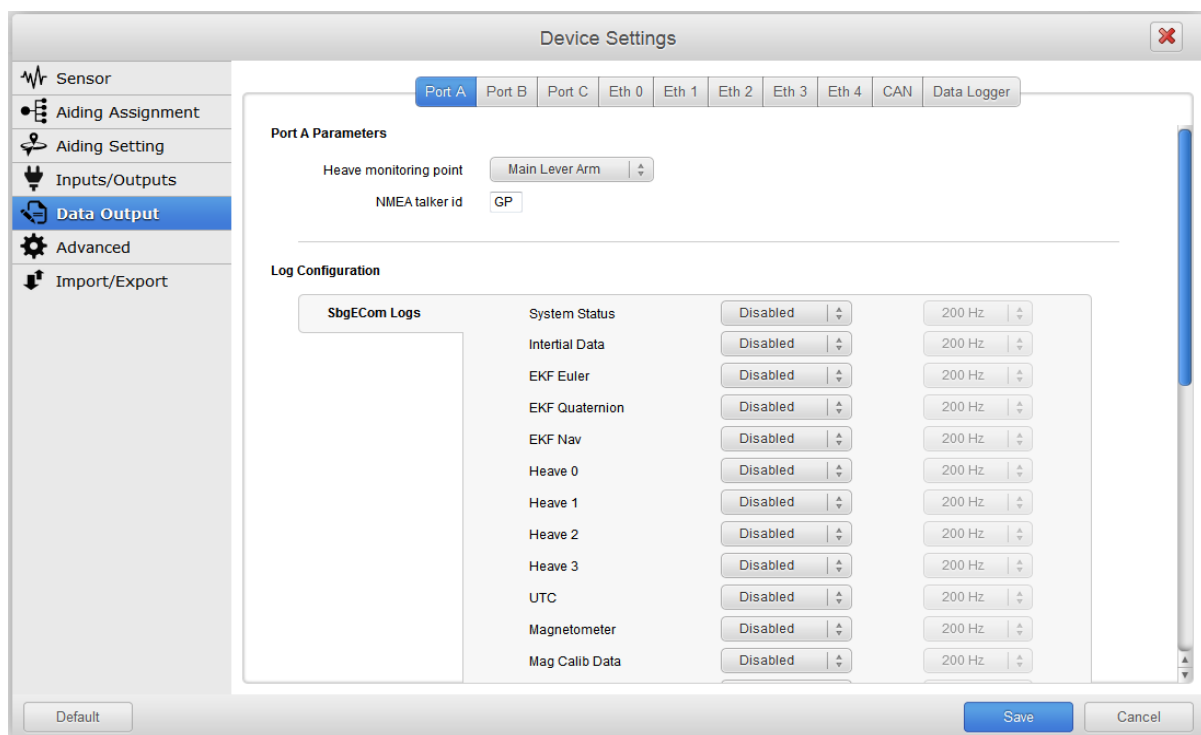 Device Settings
Sensor
Aiding Assignment
Aiding Setting
Inputs/Outputs
Data Output
Advanced
Import/Export
Port A Port B Port C Eth 0 Eth 1 Eth 2 Eth 3 Eth 4 CAN Data Logger
Port A Parameters
Heave monitoring point Main Lever Arm
NMEA talker id GP
Log Configuration
SbgECom Logs System Status Disabled 200 Hz
Intertial Data Disabled 200 Hz
EKF Euler Disabled 200 Hz
EKF Quaternion Disabled 200 Hz
EKF Nav Disabled 200 Hz
Heave 0 Disabled 200 Hz
Heave 1 Disabled 200 Hz
Heave 2 Disabled 200 Hz
Heave 3 Disabled 200 Hz
UTC Disabled 200 Hz
Magnetometer Disabled 200 Hz
Mag Calib Data Disabled 200 Hz
Default Save Cancel